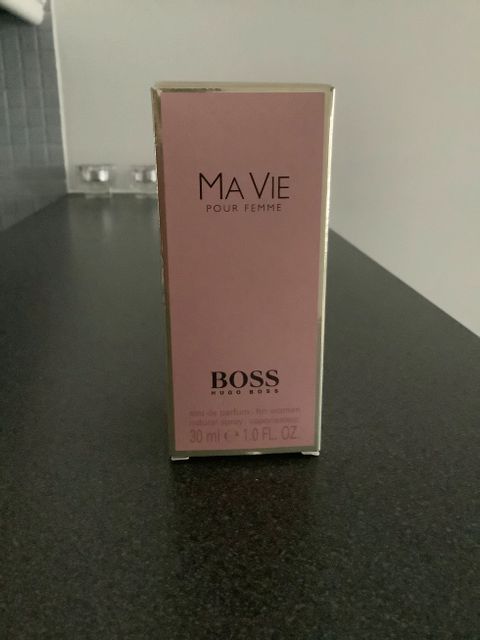 MA VIE
POUR FEMME
BOSS
HUGO BOSS
eau de parfum · for women
natural spray · vaporisateur
30 ml ℮ 1.0 FL. OZ.